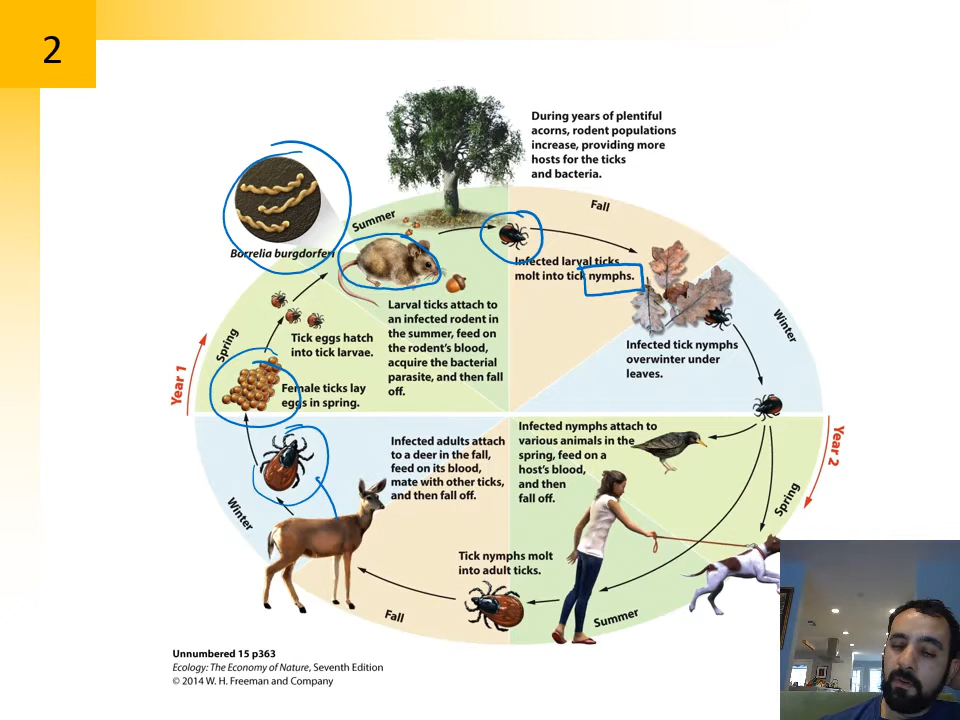 2
During years of plentiful
acorns, rodent populations
increase, providing more
hosts for the ticks
and bacteria.
Summer
Fall
Borrelia burgdorferi
Infected larval ticks
molt into tick nymphs.
Larval ticks attach to
an infected rodent in
the summer, feed on
the rodent's blood,
acquire the bacterial
parasite, and then fall
off.
Tick eggs hatch
into tick larvae.
Spring
Year 1
Female ticks lay
eggs in spring.
Winter
Infected tick nymphs
overwinter under
leaves.
Infected adults attach
to a deer in the fall,
feed on its blood,
mate with other ticks,
and then fall off.
Infected nymphs attach to
various animals in the
spring, feed on a
host's blood,
and then
fall off.
Year 2
Spring
Winter
Tick nymphs molt
into adult ticks.
Fall
Summer
Unnumbered 15 p363
Ecology: The Economy of Nature, Seventh Edition
© 2014 W. H. Freeman and Company